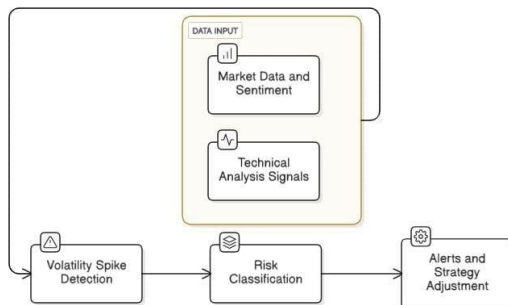 DATA INPUT
Market Data and
Sentiment
Technical
Analysis Signals
Volatility Spike
Detection
Risk
Classification
Alerts and
Strategy
Adjustment